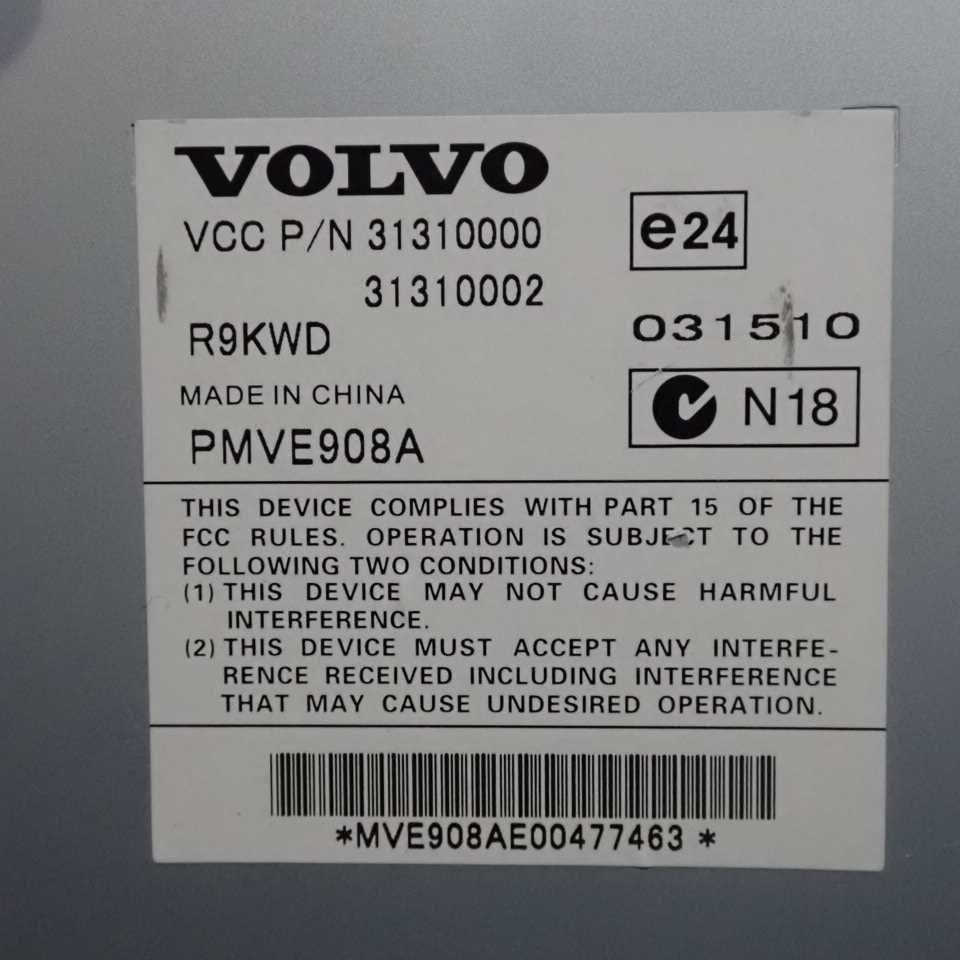 VOLVO
VCC P/N 31310000
31310002
R9KWD
MADE IN CHINA
PMVE908A
e24
031510
N18
THIS DEVICE COMPLIES WITH PART 15 OF THE
FCC RULES. OPERATION IS SUBJECT TO THE
FOLLOWING TWO CONDITIONS:
(1) THIS DEVICE MAY NOT CAUSE HARMFUL
INTERFERENCE.
(2) THIS DEVICE MUST ACCEPT ANY INTERFE-
RENCE RECEIVED INCLUDING INTERFERENCE
THAT MAY CAUSE UNDESIRED OPERATION.
*MVE908AE00477463 *